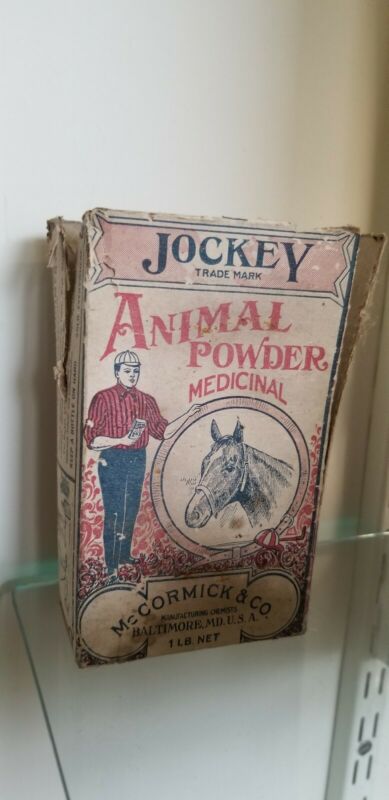 JOCKEY
TRADE MARK
ANIMAL
POWDER
MEDICINAL
McCORMICK & CO.
MANUFACTURING CHEMISTS
BALTIMORE, MD. U.S.A.
1 LB. NET